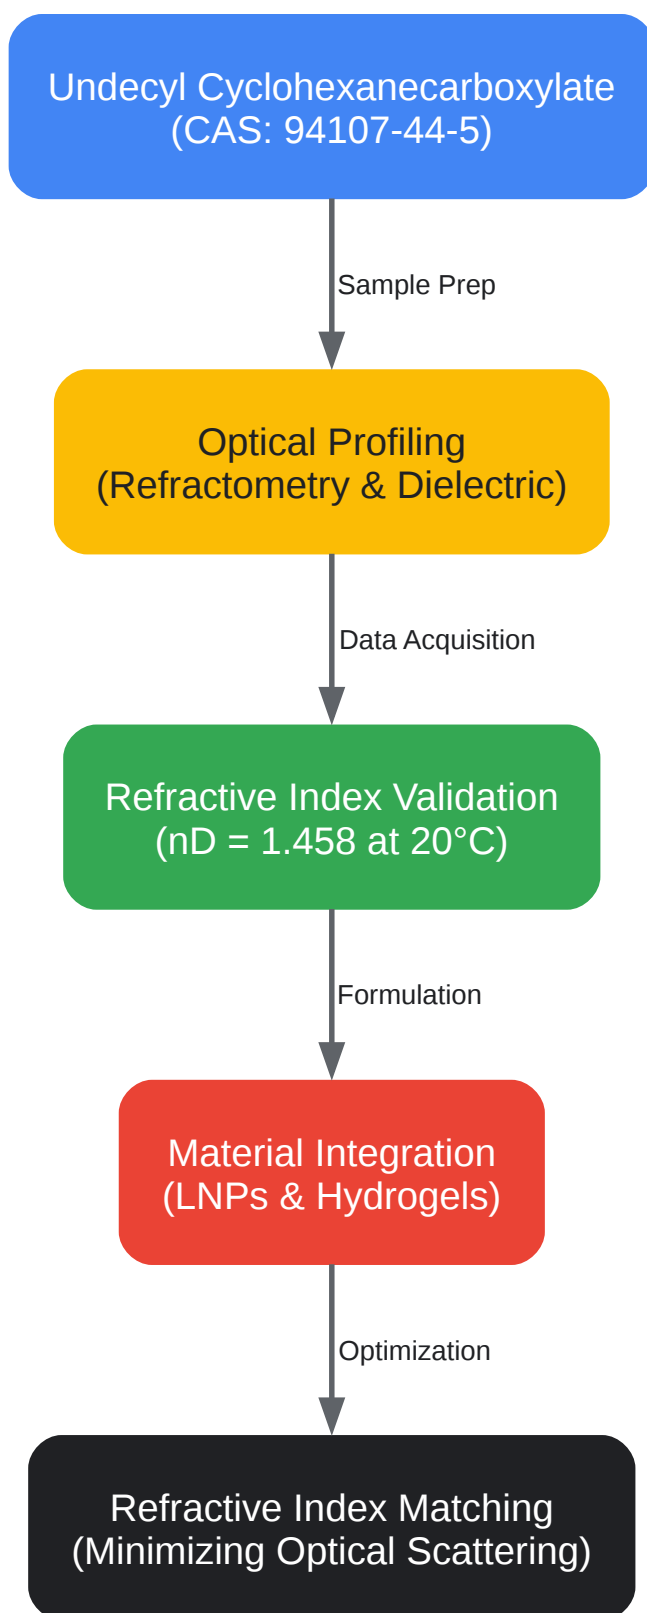 Undecyl Cyclohexanecarboxylate
(CAS: 94107-44-5)
Sample Prep
Optical Profiling
(Refractometry & Dielectric)
Data Acquisition
Refractive Index Validation
(nD = 1.458 at 20°C)
Formulation
Material Integration
(LNPs & Hydrogels)
Optimization
Refractive Index Matching
(Minimizing Optical Scattering)